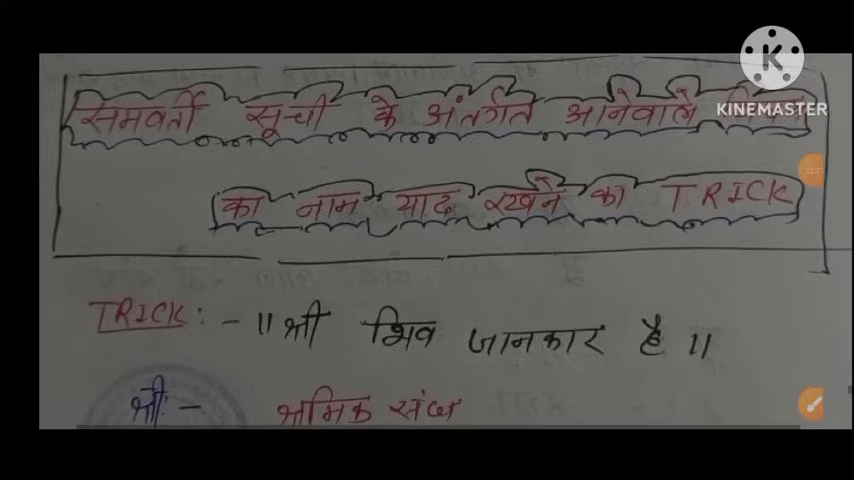 KINEMASTER
समवर्ती सूची के अंतर्गत आनेवाले
का नाम याद रखने का TRICK
TRICK :- "श्री शिव जानकार है"
श्री - श्रमिक संघ